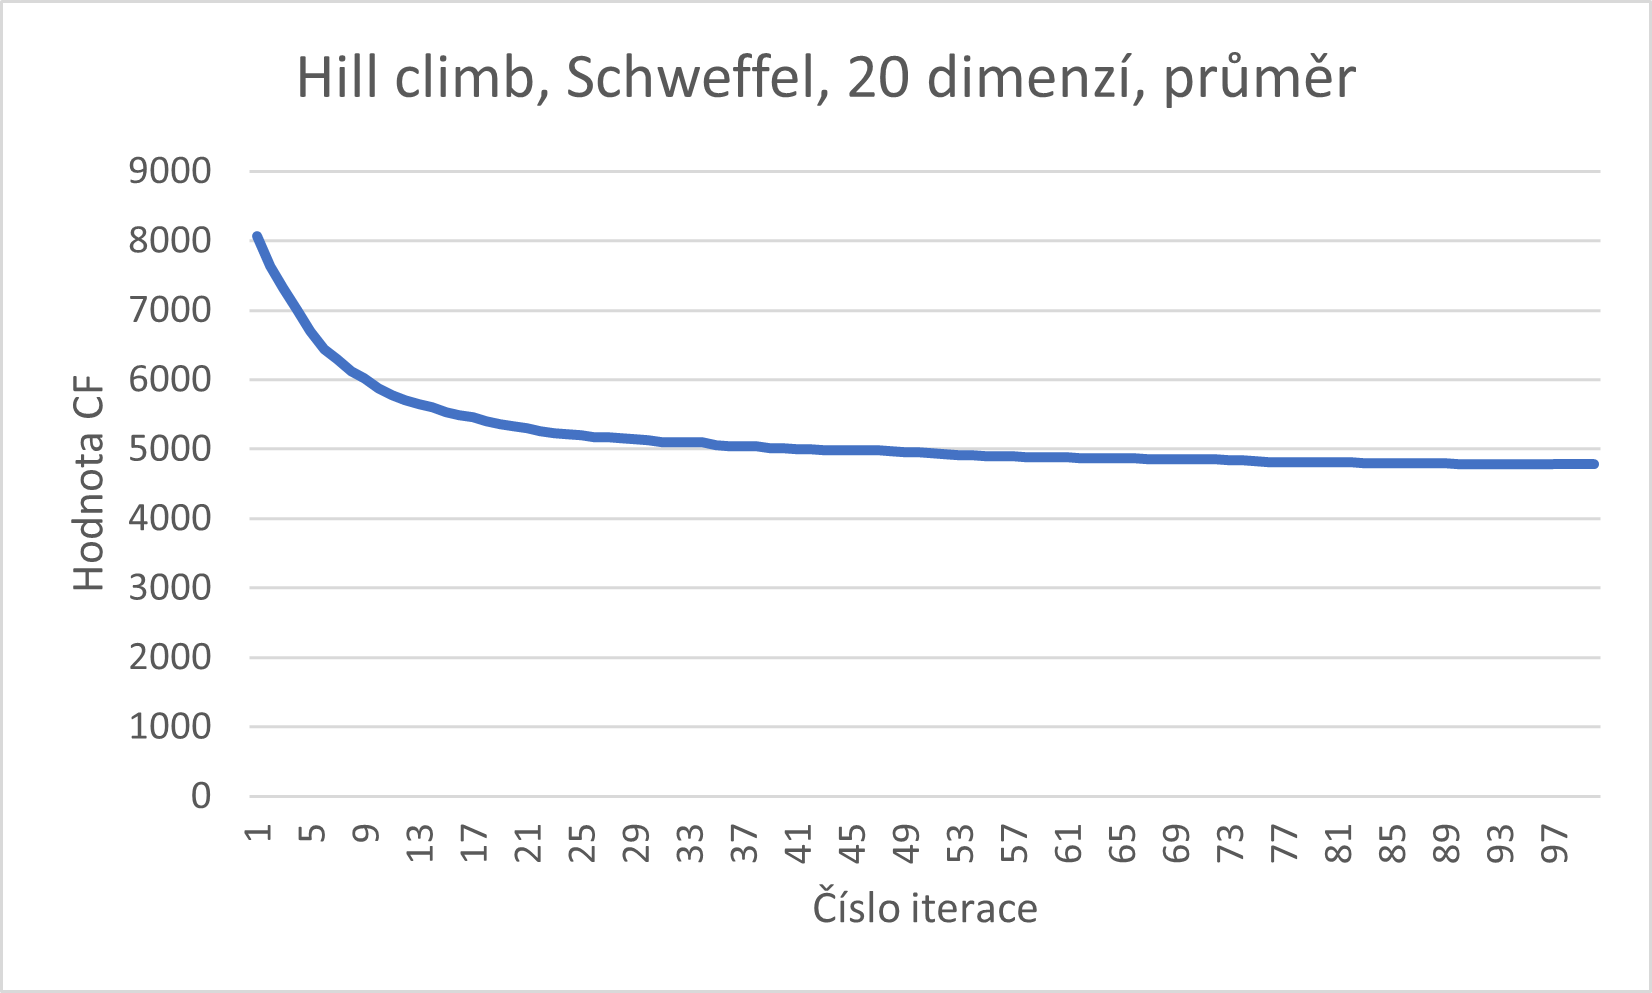 Hill climb, Schweffel, 20 dimenzí, průměr
9000
8000
7000
6000
5000
4000
3000
2000
1000
0
Hodnota CF
1 5 9 13 17 21 25 29 33 37 41 45 49 53 57 61 65 69 73 77 81 85 89 93 97
Číslo iterace